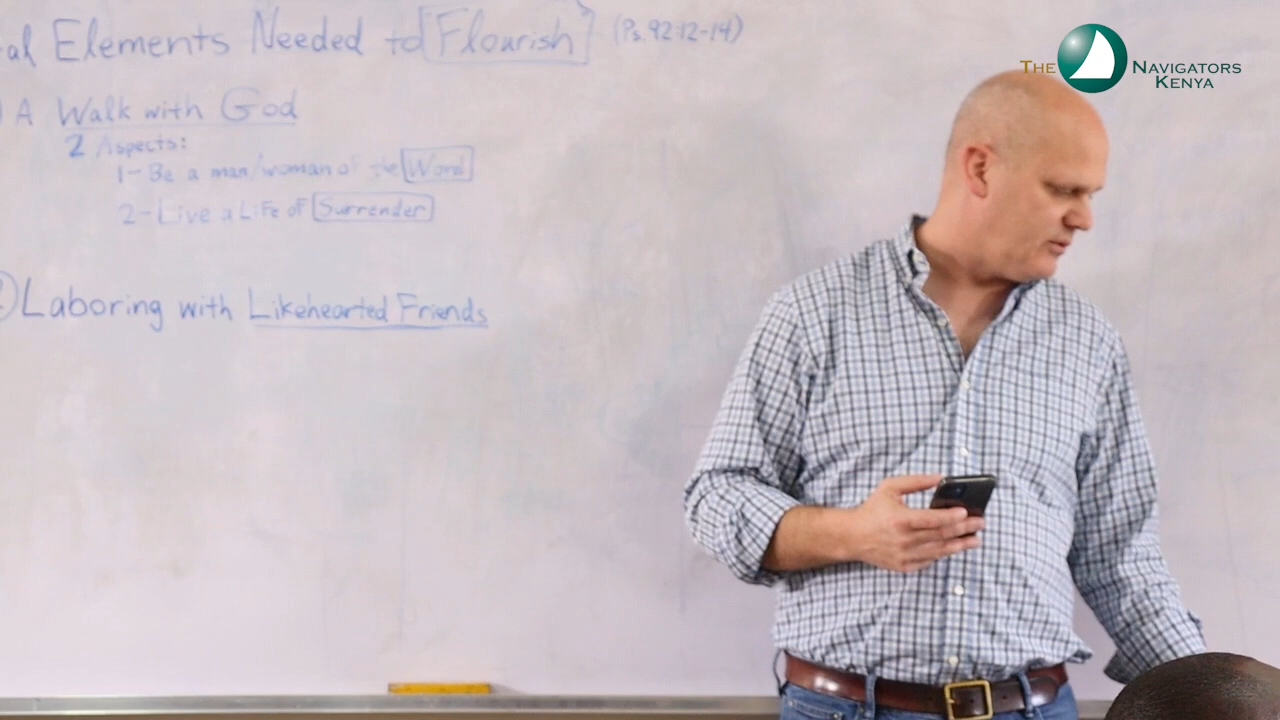 al Elements Needed to Flourish (Ps. 92:12-14)
THE NAVIGATORS
KENYA
A Walk with God
2 Aspects:
1- Be a man/woman of the Word
2- Live a Life of Surrender
Laboring with Likehearted Friends